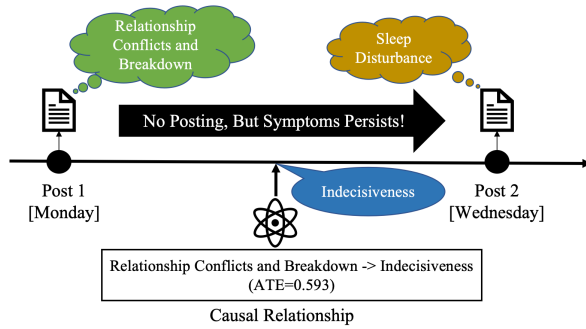 Relationship
Conflicts and
Breakdown
Sleep
Disturbance
No Posting, But Symptoms Persists!
Post 1
[Monday]
Indecisiveness
Post 2
[Wednesday]
Relationship Conflicts and Breakdown -> Indecisiveness
(ATE=0.593)
Causal Relationship